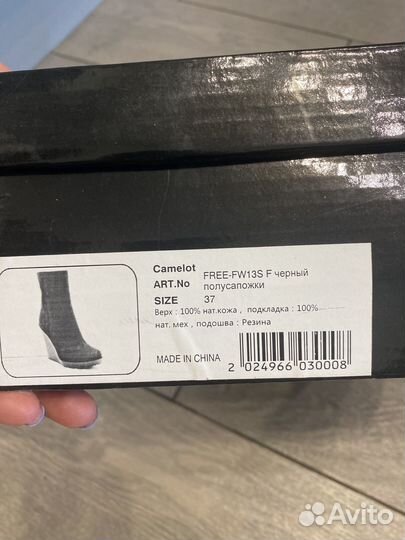 Camelot
ART.No FREE-FW13S F черный
полусапожки
SIZE 37
Верх : 100% нат.кожа , подкладка : 100%
нат.мех , подошва : Резина
MADE IN CHINA
2 024966 030008
Avito